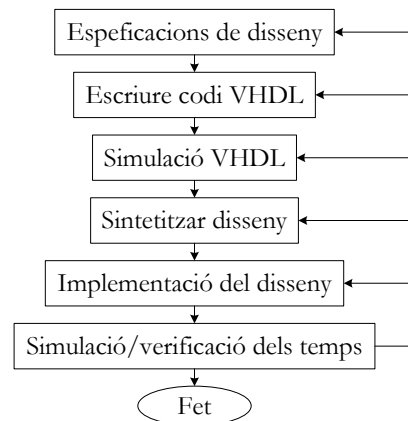 Espeficacions de disseny
Escriure codi VHDL
Simulació VHDL
Sintetitzar disseny
Implementació del disseny
Simulació/verificació dels temps
Fet